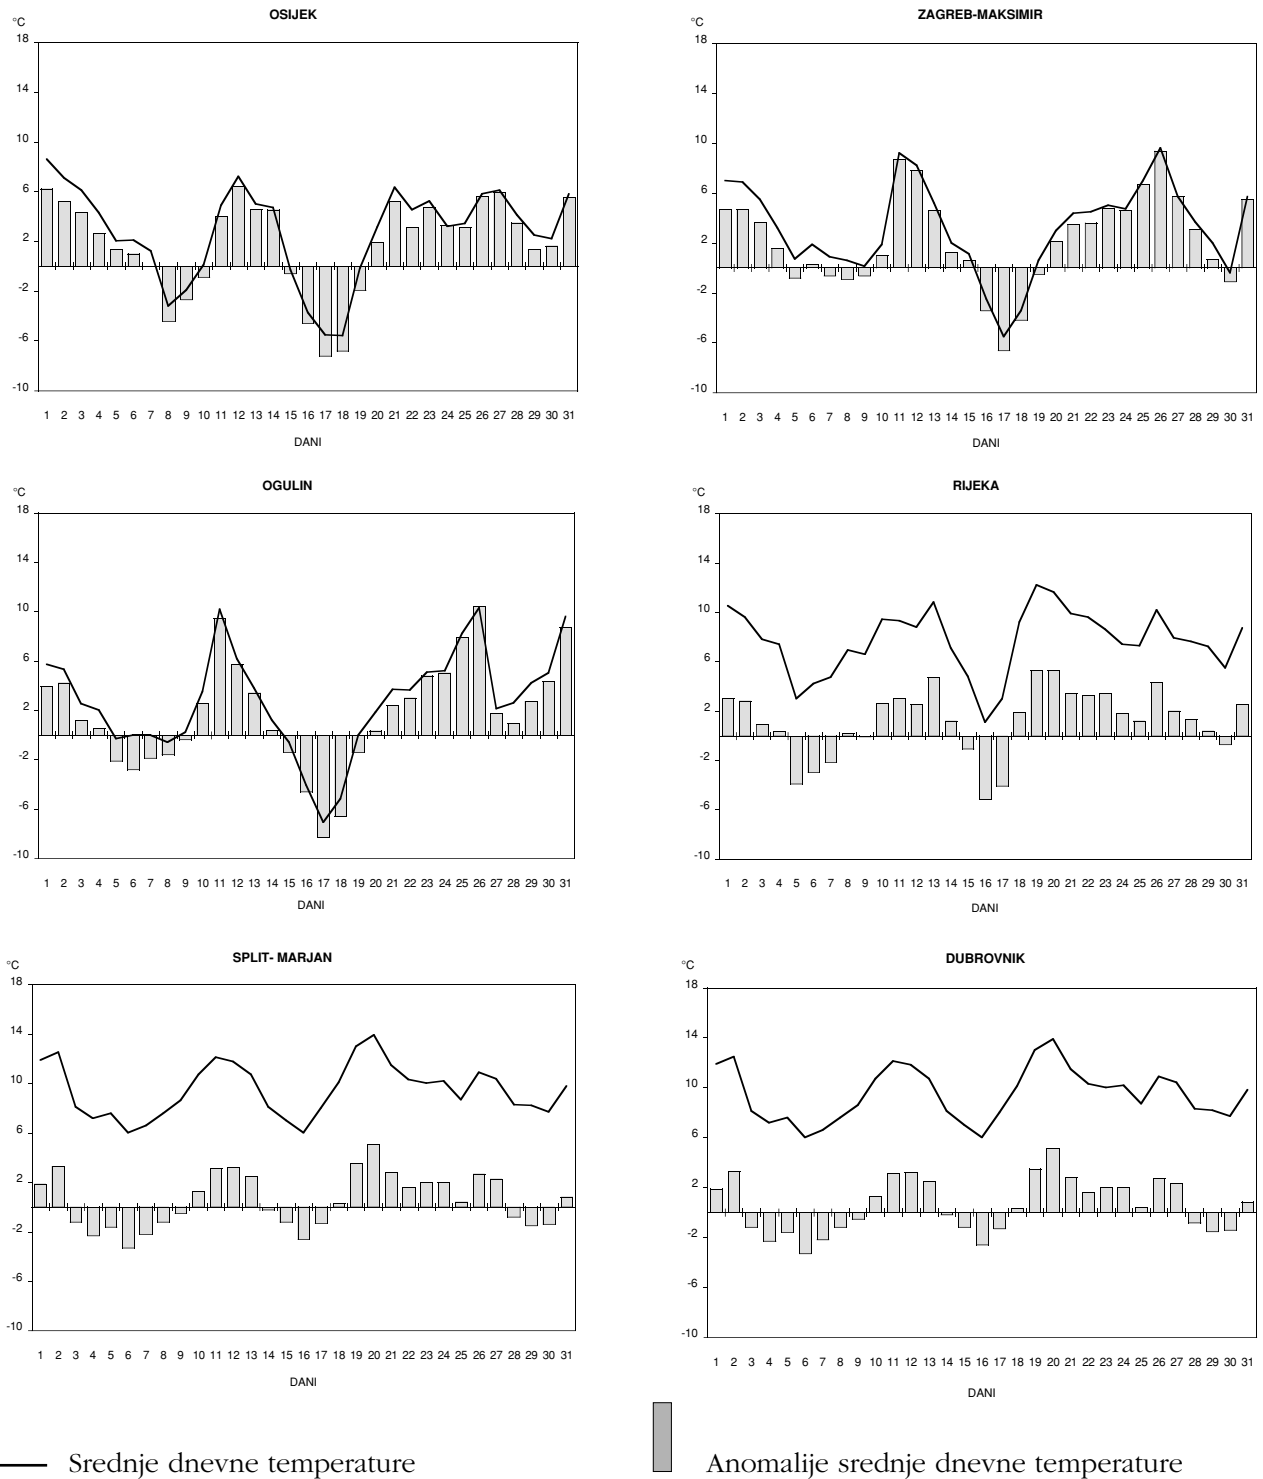 OSIJEK
°C
18
14
10
6
2
-2
-6
-10
1 2 3 4 5 6 7 8 9 10 11 12 13 14 15 16 17 18 19 20 21 22 23 24 25 26 27 28 29 30 31
DANI
ZAGREB-MAKSIMIR
°C
18
14
10
6
2
-2
-6
-10
1 2 3 4 5 6 7 8 9 10 11 12 13 14 15 16 17 18 19 20 21 22 23 24 25 26 27 28 29 30 31
DANI
OGULIN
°C
18
14
10
6
2
-2
-6
-10
1 2 3 4 5 6 7 8 9 10 11 12 13 14 15 16 17 18 19 20 21 22 23 24 25 26 27 28 29 30 31
DANI
RIJEKA
°C
18
14
10
6
2
-2
-6
-10
1 2 3 4 5 6 7 8 9 10 11 12 13 14 15 16 17 18 19 20 21 22 23 24 25 26 27 28 29 30 31
DANI
SPLIT- MARJAN
°C
18
14
10
6
2
-2
-6
-10
1 2 3 4 5 6 7 8 9 10 11 12 13 14 15 16 17 18 19 20 21 22 23 24 25 26 27 28 29 30 31
DANI
DUBROVNIK
°C
18
14
10
6
2
-2
-6
-10
1 2 3 4 5 6 7 8 9 10 11 12 13 14 15 16 17 18 19 20 21 22 23 24 25 26 27 28 29 30 31
DANI
Srednje dnevne temperature
Anomalije srednje dnevne temperature